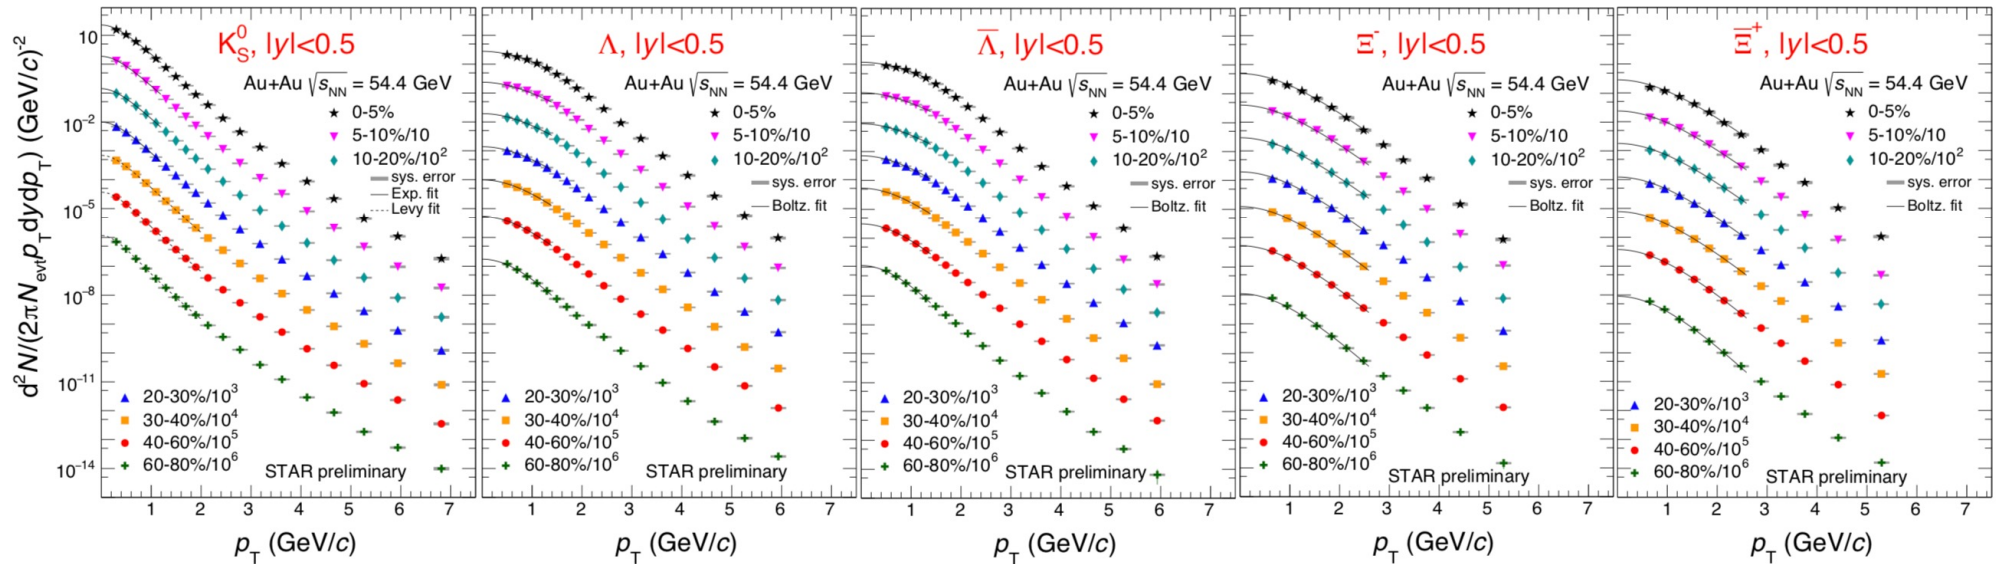 d²N/(2πN_evt p_T dydp_T) (GeV/c)⁻²
10
10⁻²
10⁻⁵
10⁻⁸
10⁻¹¹
10⁻¹⁴
K⁰_S, |y|<0.5
Au+Au √s_NN = 54.4 GeV
0-5%
5-10%/10
10-20%/10²
sys. error
Exp. fit
Levy fit
20-30%/10³
30-40%/10⁴
40-60%/10⁵
60-80%/10⁶
STAR preliminary
1 2 3 4 5 6 7
p_T (GeV/c)
Λ, |y|<0.5
Au+Au √s_NN = 54.4 GeV
0-5%
5-10%/10
10-20%/10²
sys. error
Boltz. fit
20-30%/10³
30-40%/10⁴
40-60%/10⁵
60-80%/10⁶
STAR preliminary
1 2 3 4 5 6 7
p_T (GeV/c)
Λ̅, |y|<0.5
Au+Au √s_NN = 54.4 GeV
0-5%
5-10%/10
10-20%/10²
sys. error
Boltz. fit
20-30%/10³
30-40%/10⁴
40-60%/10⁵
60-80%/10⁶
STAR preliminary
1 2 3 4 5 6 7
p_T (GeV/c)
Ξ⁻, |y|<0.5
Au+Au √s_NN = 54.4 GeV
0-5%
5-10%/10
10-20%/10²
sys. error
Boltz. fit
20-30%/10³
30-40%/10⁴
40-60%/10⁵
60-80%/10⁶
STAR preliminary
1 2 3 4 5 6 7
p_T (GeV/c)
Ξ̅⁺, |y|<0.5
Au+Au √s_NN = 54.4 GeV
0-5%
5-10%/10
10-20%/10²
sys. error
Boltz. fit
20-30%/10³
30-40%/10⁴
40-60%/10⁵
60-80%/10⁶
STAR preliminary
1 2 3 4 5 6 7
p_T (GeV/c)